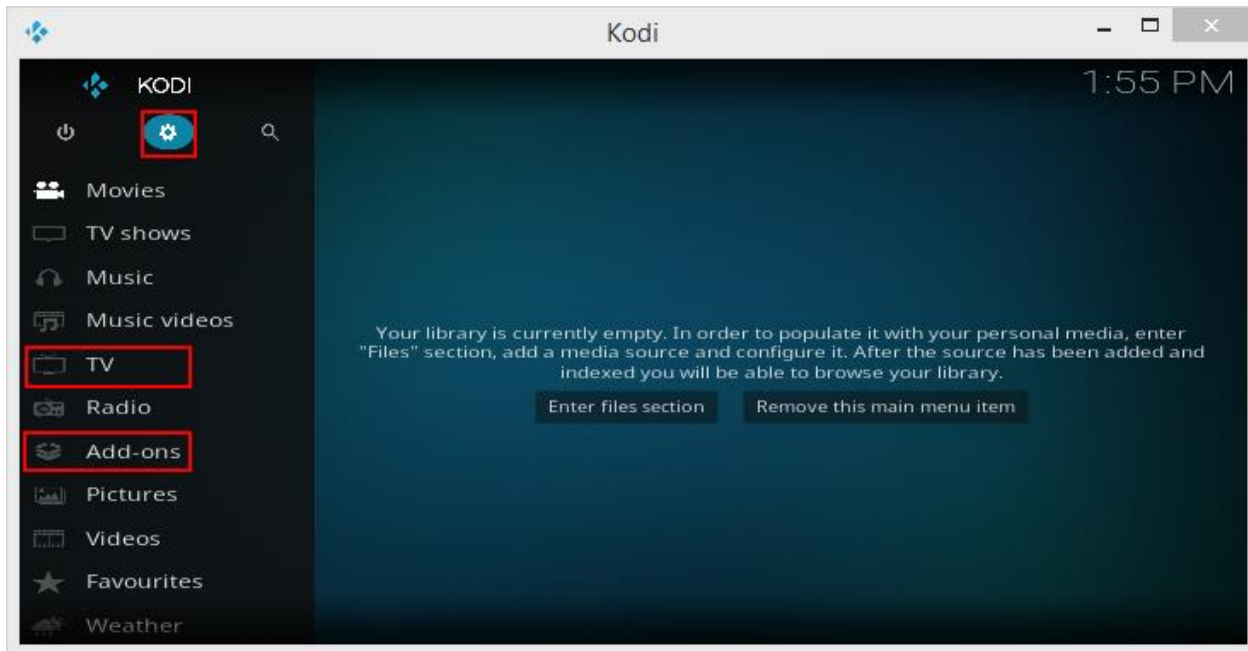 Kodi
KODI
1:55 PM
Movies
TV shows
Music
Music videos
TV
Radio
Add-ons
Pictures
Videos
Favourites
Weather
Your library is currently empty. In order to populate it with your personal media, enter
"Files" section, add a media source and configure it. After the source has been added and
indexed you will be able to browse your library.
Enter files section
Remove this main menu item